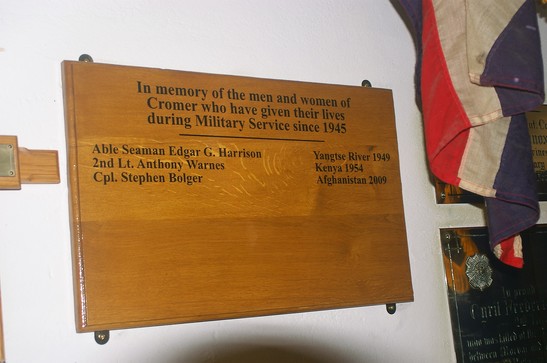 In memory of the men and women of
Cromer who have given their lives
during Military Service since 1945
Able Seaman Edgar G. Harrison Yangtse River 1949
2nd Lt. Anthony Warnes Kenya 1954
Cpl. Stephen Bolger Afghanistan 2009
Cyril